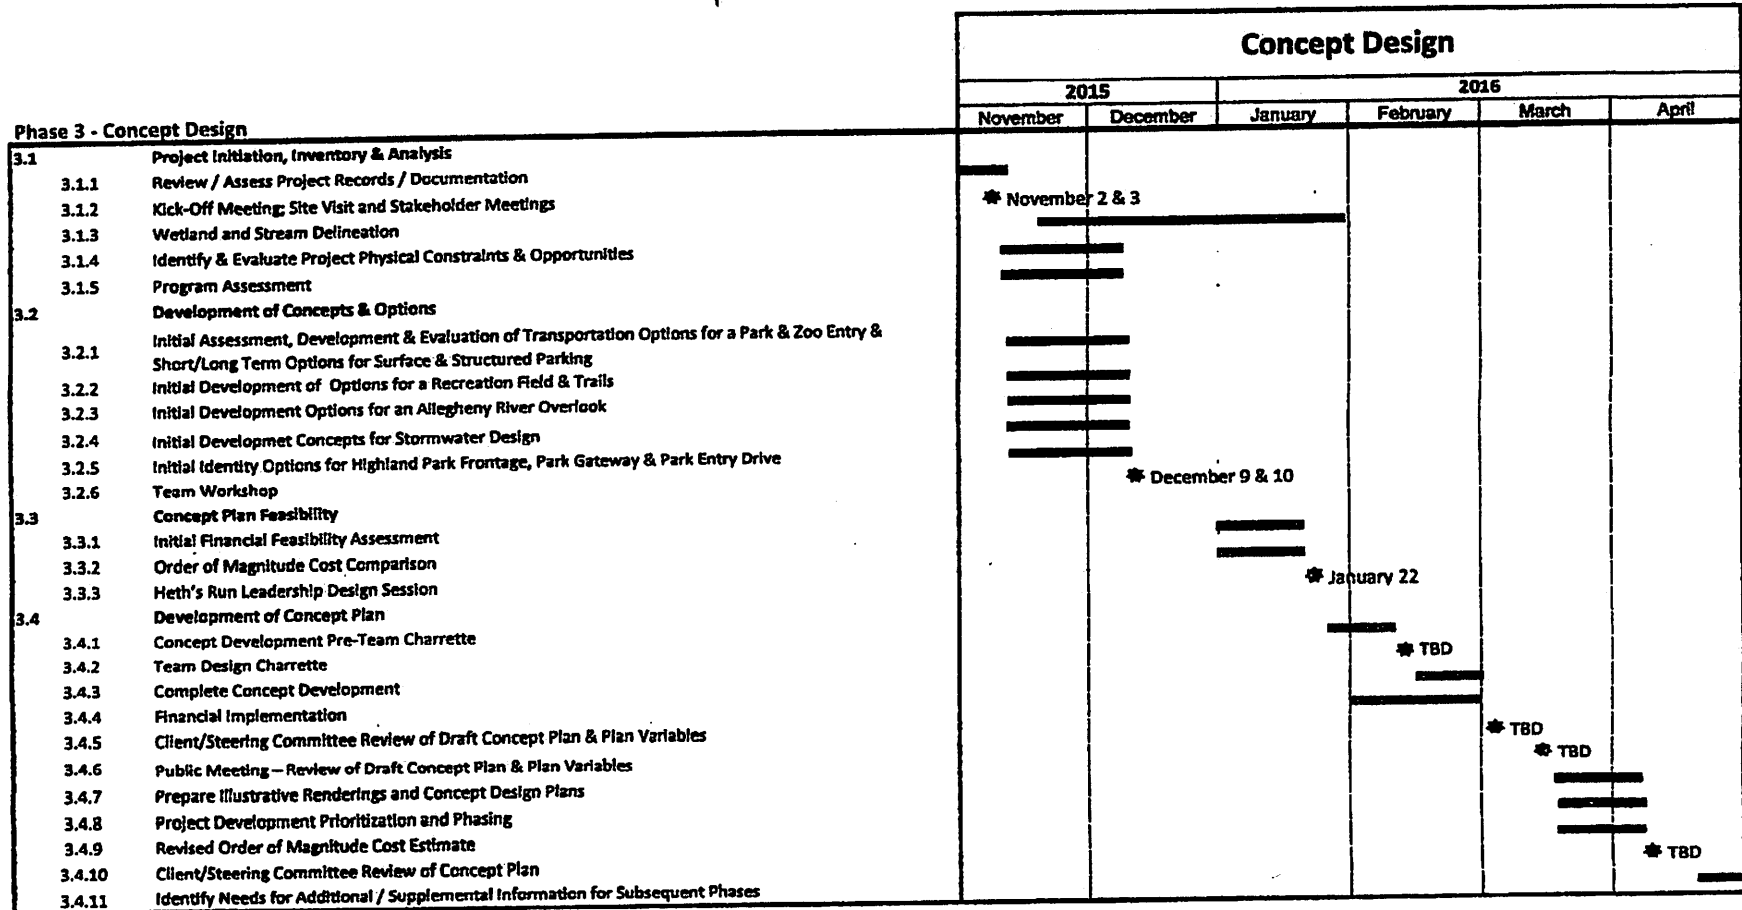 Concept Design
2015 2016
Phase 3 - Concept Design November December January February March April
3.1 Project Initiation, Inventory & Analysis
3.1.1 Review / Assess Project Records / Documentation
3.1.2 Kick-Off Meeting; Site Visit and Stakeholder Meetings November 2 & 3
3.1.3 Wetland and Stream Delineation
3.1.4 Identify & Evaluate Project Physical Constraints & Opportunities
3.1.5 Program Assessment
3.2 Development of Concepts & Options
3.2.1 Initial Assessment, Development & Evaluation of Transportation Options for a Park & Zoo Entry &
Short/Long Term Options for Surface & Structured Parking
3.2.2 Initial Development of Options for a Recreation Field & Trails
3.2.3 Initial Development Options for an Allegheny River Overlook
3.2.4 Initial Developmet Concepts for Stormwater Design
3.2.5 Initial Identity Options for Highland Park Frontage, Park Gateway & Park Entry Drive
3.2.6 Team Workshop December 9 & 10
3.3 Concept Plan Feasibility
3.3.1 Initial Financial Feasibility Assessment
3.3.2 Order of Magnitude Cost Comparison
3.3.3 Heth's Run Leadership Design Session January 22
3.4 Development of Concept Plan
3.4.1 Concept Development Pre-Team Charrette
3.4.2 Team Design Charrette TBD
3.4.3 Complete Concept Development
3.4.4 Financial Implementation
3.4.5 Client/Steering Committee Review of Draft Concept Plan & Plan Variables TBD
3.4.6 Public Meeting – Review of Draft Concept Plan & Plan Variables TBD
3.4.7 Prepare Illustrative Renderings and Concept Design Plans
3.4.8 Project Development Prioritization and Phasing
3.4.9 Revised Order of Magnitude Cost Estimate
3.4.10 Client/Steering Committee Review of Concept Plan TBD
3.4.11 Identify Needs for Additional / Supplemental Information for Subsequent Phases